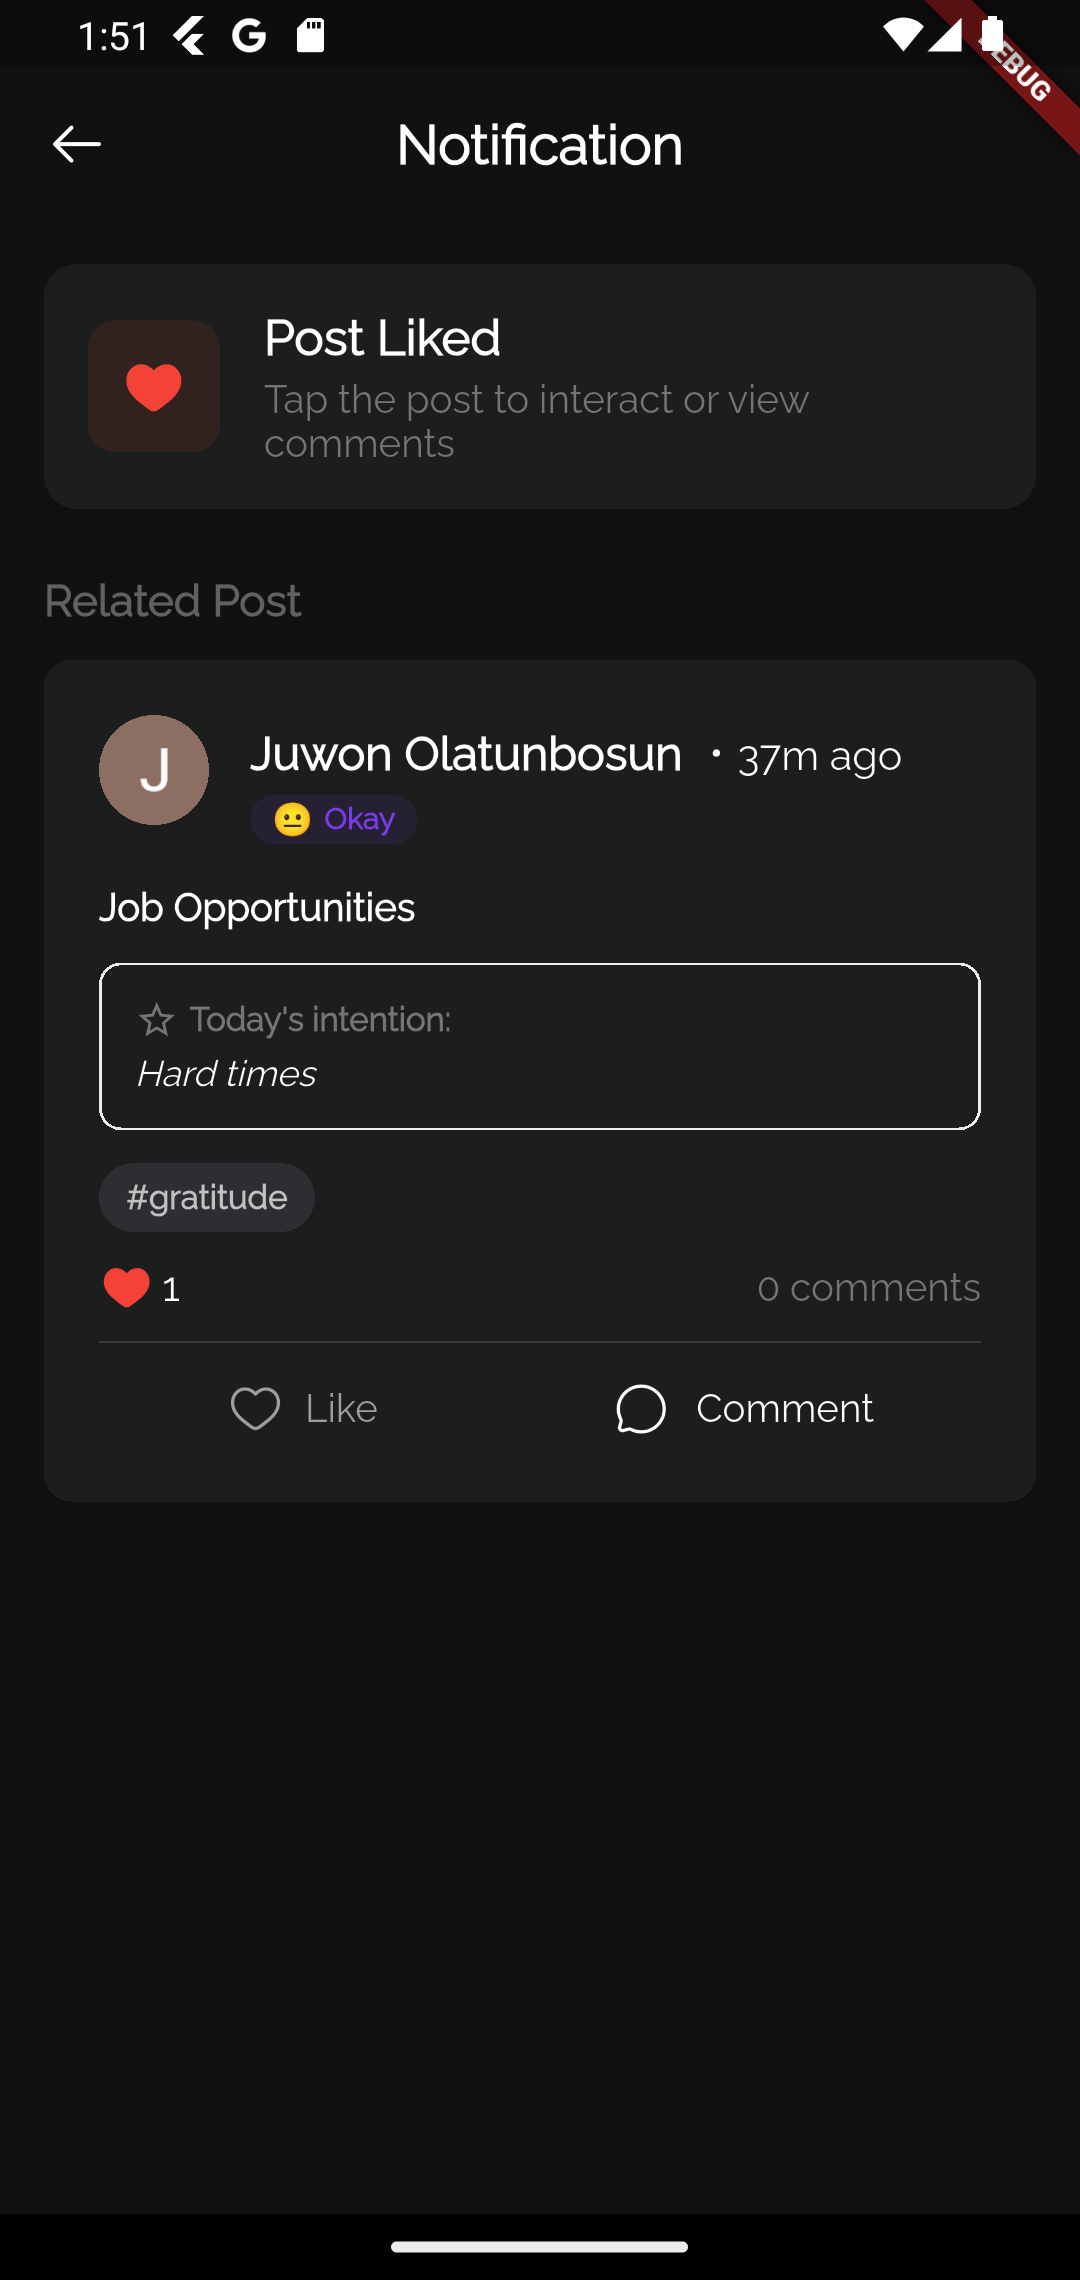 1:51
EBUG
Notification
Post Liked
Tap the post to interact or view
comments
Related Post
J
Juwon Olatunbosun • 37m ago
😐 Okay
Job Opportunities
Today's intention:
Hard times
#gratitude
1
0 comments
Like
Comment